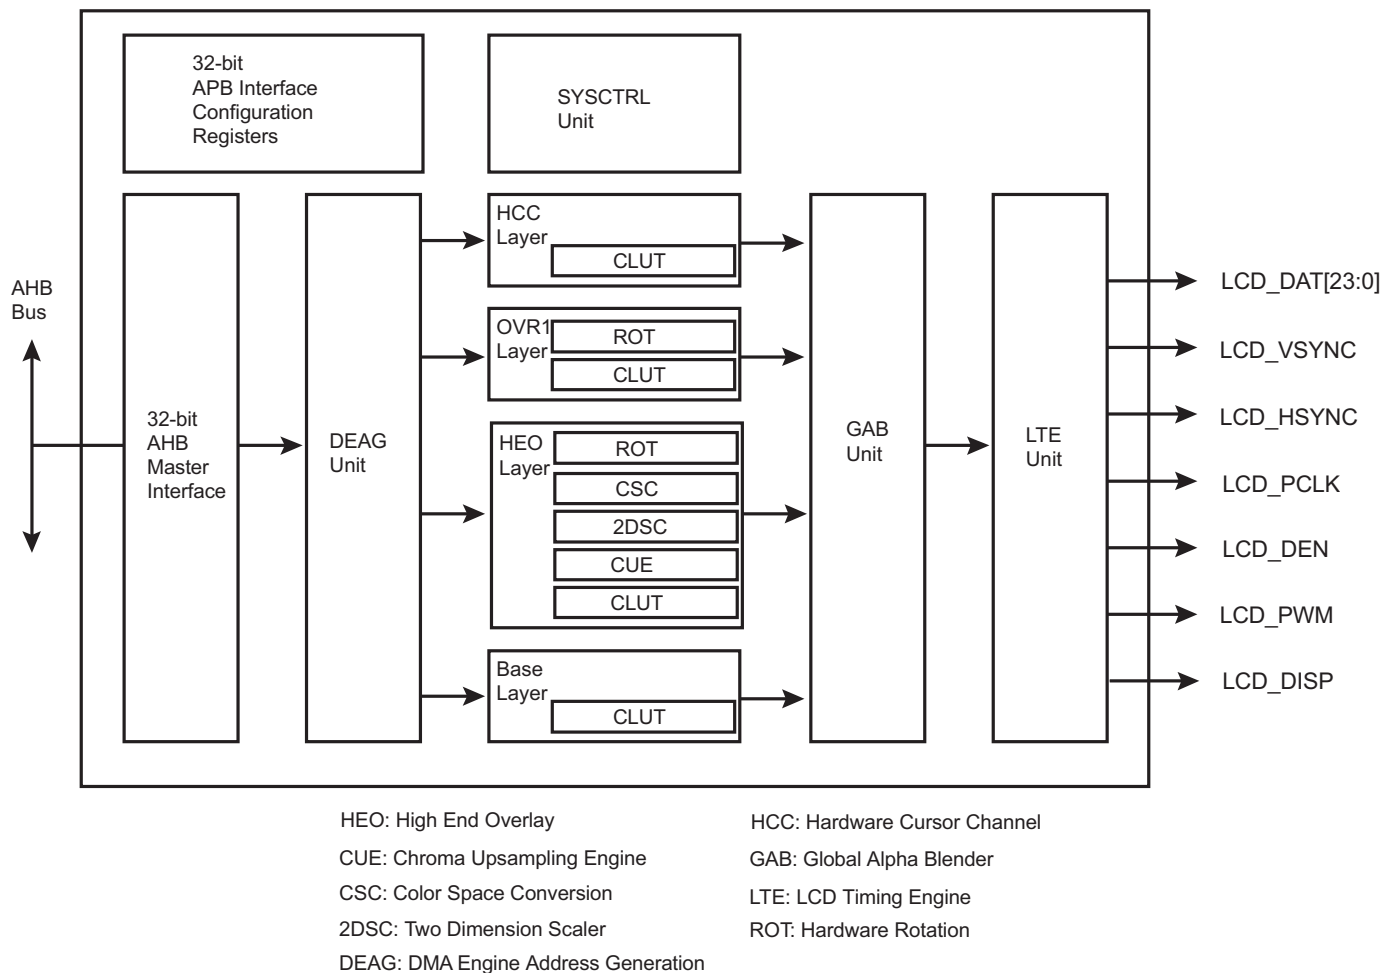 32-bit
APB Interface
Configuration
Registers
SYSCTRL
Unit
AHB
Bus
32-bit
AHB
Master
Interface
DEAG
Unit
HCC
Layer
CLUT
OVR1
Layer
ROT
CLUT
HEO
Layer
ROT
CSC
2DSC
CUE
CLUT
Base
Layer
CLUT
GAB
Unit
LTE
Unit
LCD_DAT[23:0]
LCD_VSYNC
LCD_HSYNC
LCD_PCLK
LCD_DEN
LCD_PWM
LCD_DISP
HEO: High End Overlay
CUE: Chroma Upsampling Engine
CSC: Color Space Conversion
2DSC: Two Dimension Scaler
DEAG: DMA Engine Address Generation
HCC: Hardware Cursor Channel
GAB: Global Alpha Blender
LTE: LCD Timing Engine
ROT: Hardware Rotation